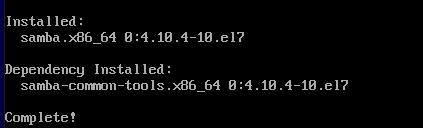 Installed:
  samba.x86_64 0:4.10.4-10.el7
Dependency Installed:
  samba-common-tools.x86_64 0:4.10.4-10.el7
Complete!